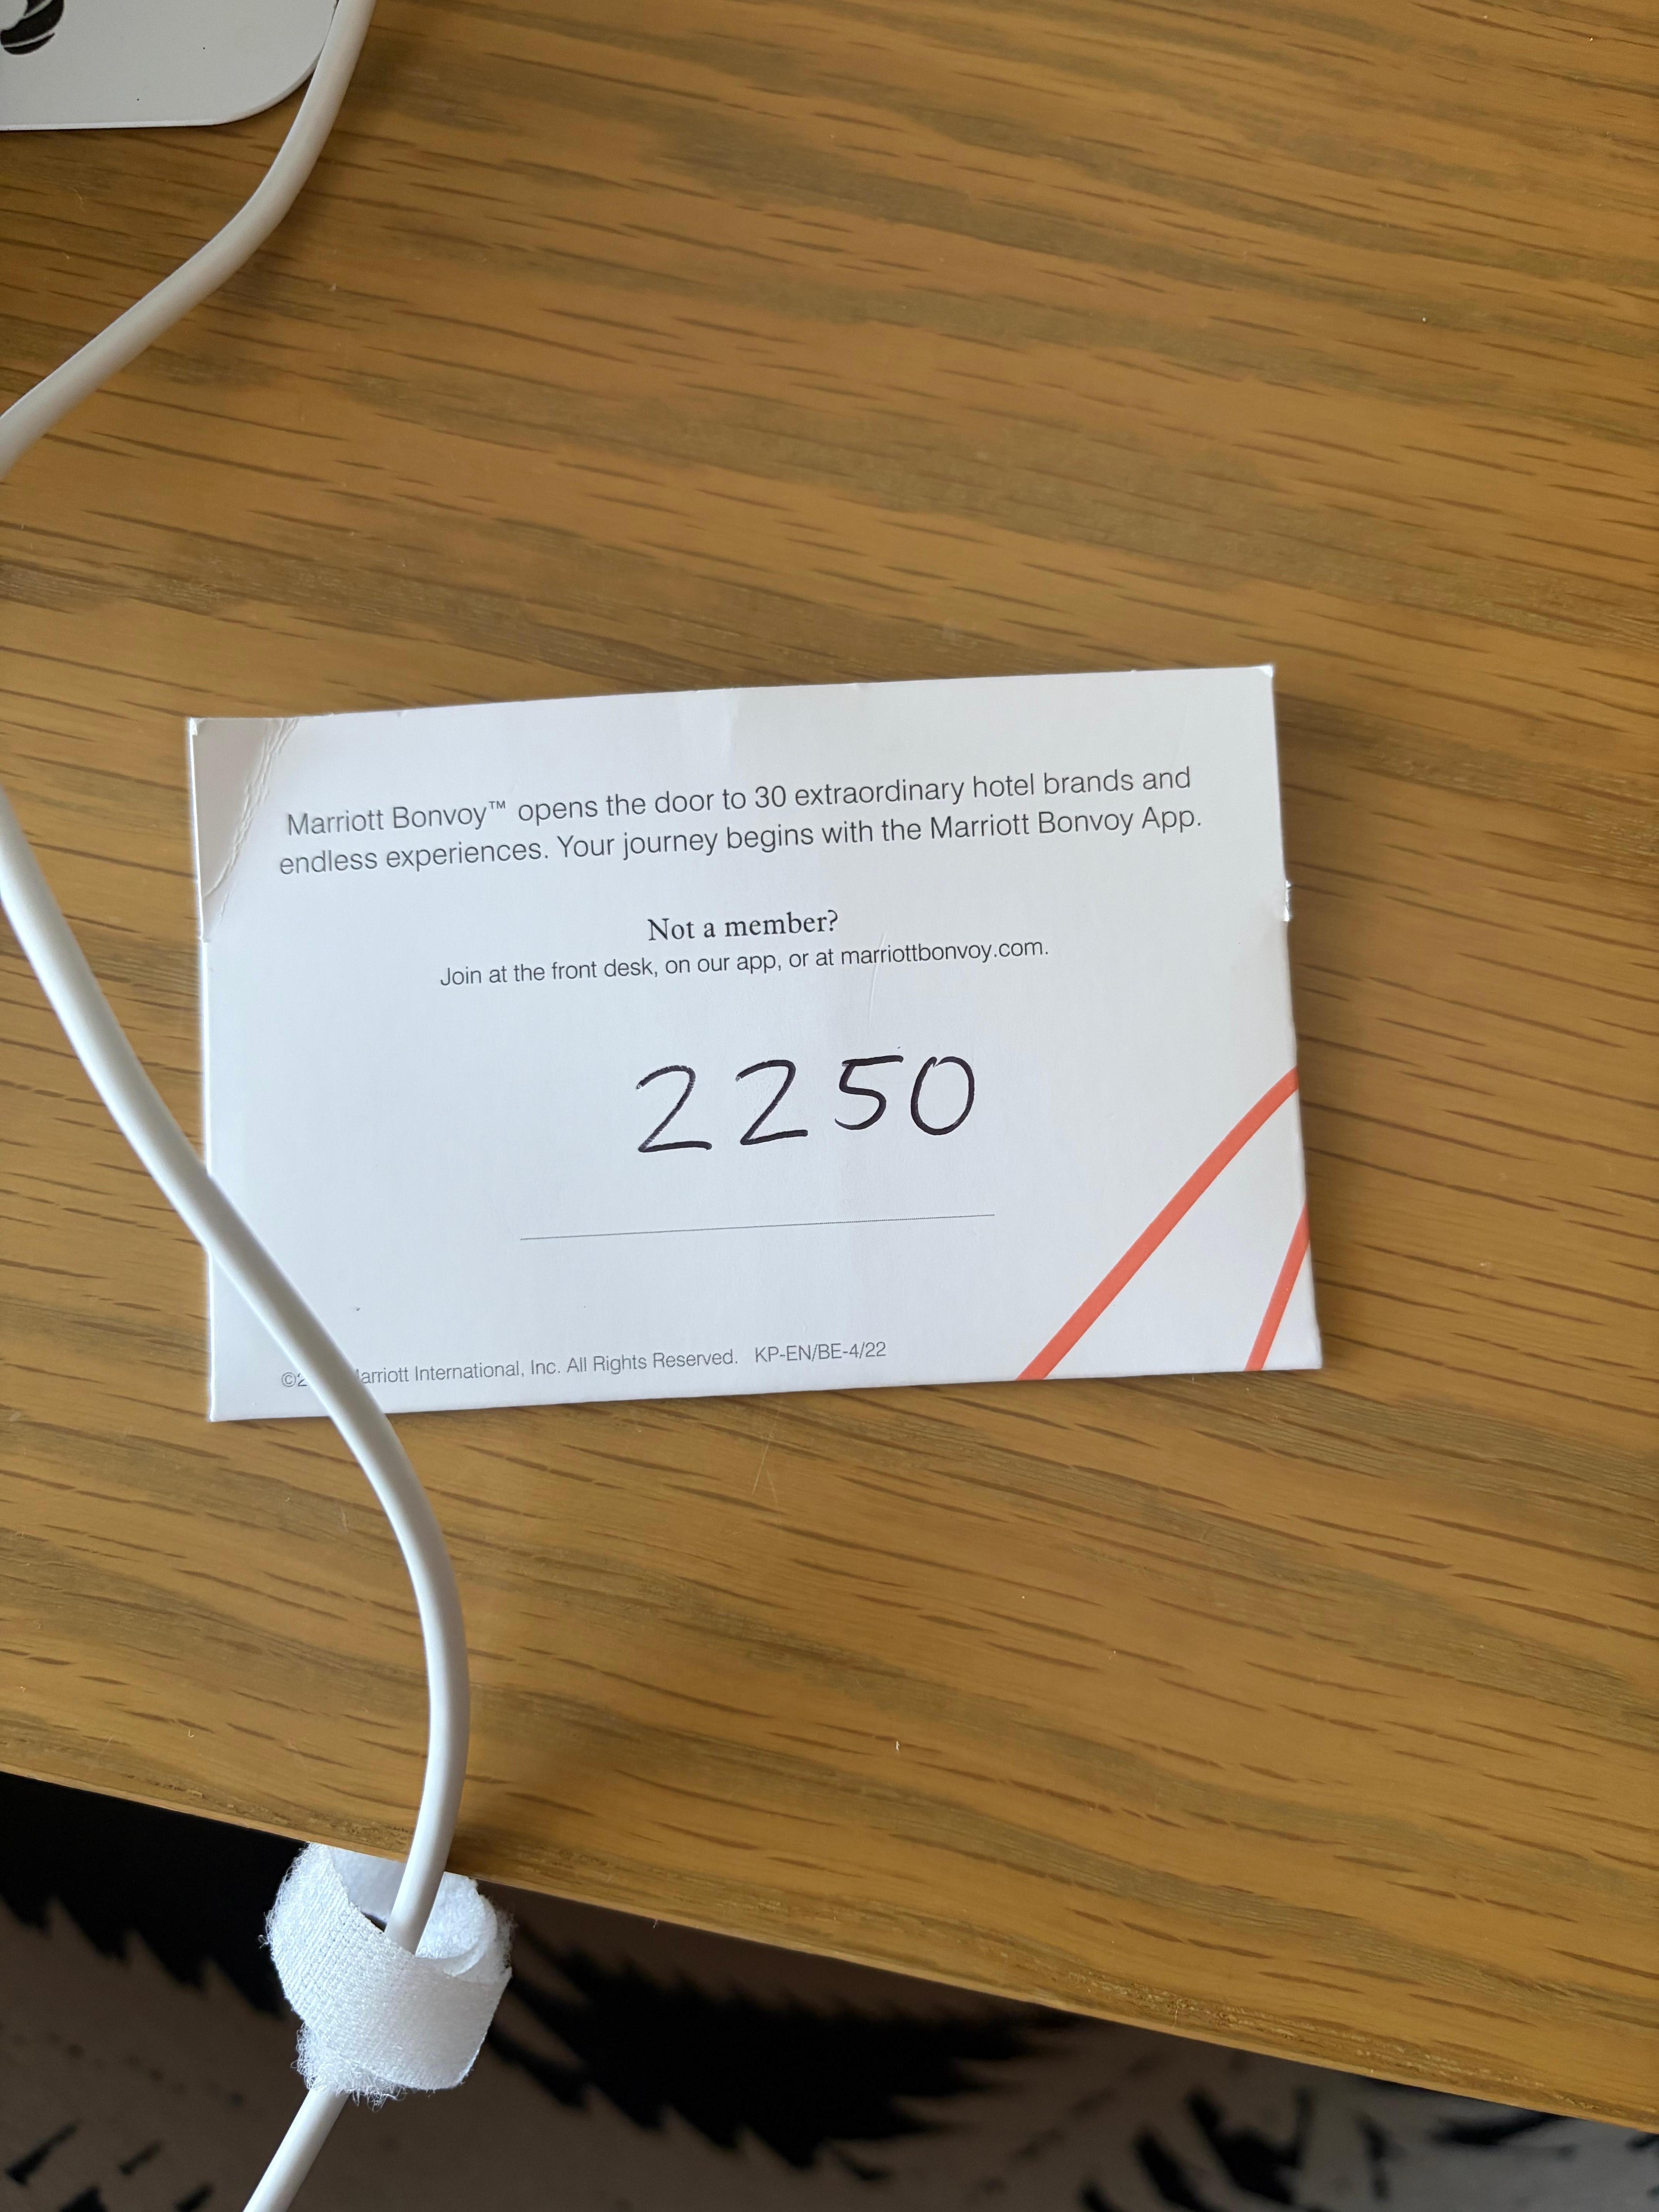 Marriott Bonvoy™ opens the door to 30 extraordinary hotel brands and
endless experiences. Your journey begins with the Marriott Bonvoy App.
Not a member?
Join at the front desk, on our app, or at marriottbonvoy.com.
2250
International, Inc. All Rights Reserved. KP-EN/BE-4/22